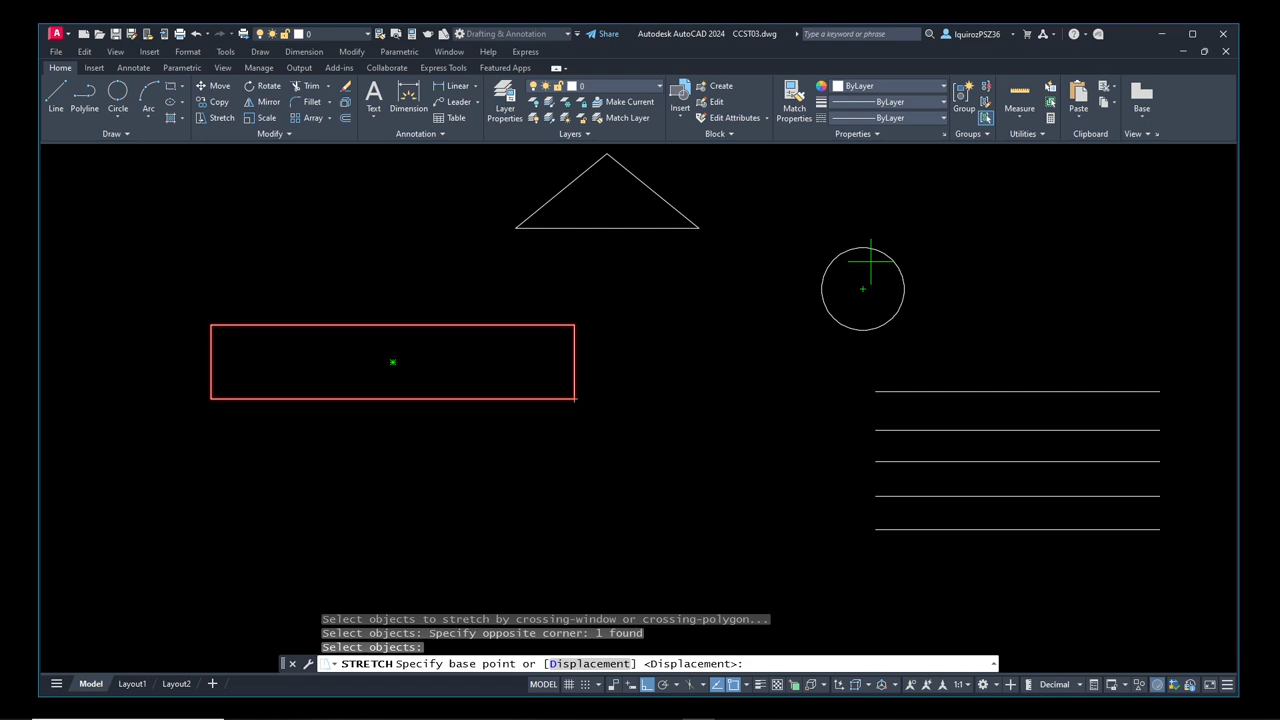 0 Drafting & Annotation Share Autodesk AutoCAD 2024 CCST03.dwg Type a keyword or phrase IquirozPSZ36
File Edit View Insert Format Tools Draw Dimension Modify Parametric Window Help Express
Home Insert Annotate Parametric View Manage Output Add-ins Collaborate Express Tools Featured Apps
Move Rotate Trim Linear 0 Create ByLayer
Line Polyline Circle Arc Copy Mirror Fillet Text Dimension Leader Layer Properties Make Current Insert Edit Match Properties ByLayer Group Measure Paste Base
Stretch Scale Array Table Match Layer Edit Attributes ByLayer
Draw Modify Annotation Layers Block Properties Groups Utilities Clipboard View
Select objects to stretch by crossing-window or crossing-polygon...
Select objects: Specify opposite corner: 1 found
Select objects:
STRETCH Specify base point or [Displacement] <Displacement>:
Model Layout1 Layout2 + MODEL 1:1 Decimal